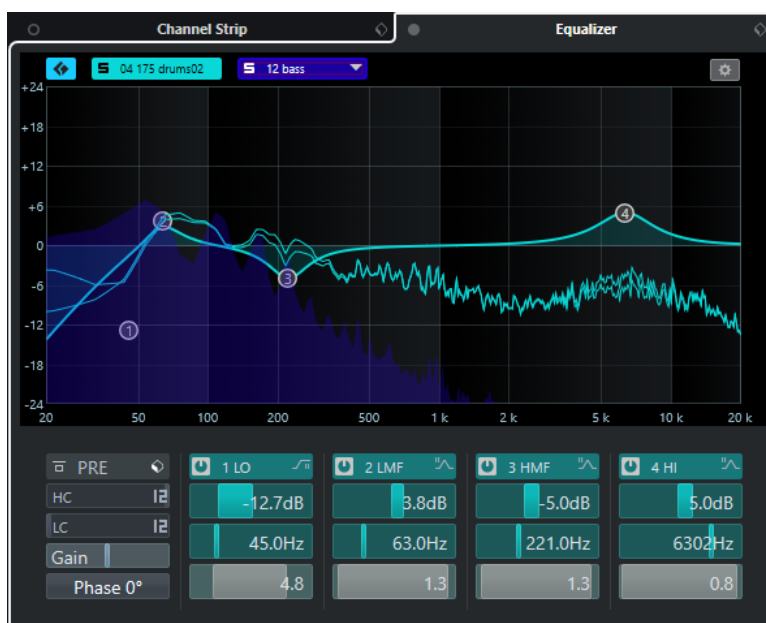 Channel Strip
Equalizer
04 175 drums02
12 bass
+24
+18
+12
+6
0
-6
-12
-18
-24
1
2
3
4
20 50 100 200 500 1 k 2 k 5 k 10 k 20 k
PRE
HC 12
LC 12
Gain
Phase 0°
1 LO
-12.7dB
45.0Hz
4.8
2 LMF
3.8dB
63.0Hz
1.3
3 HMF
-5.0dB
221.0Hz
1.3
4 HI
5.0dB
6302Hz
0.8